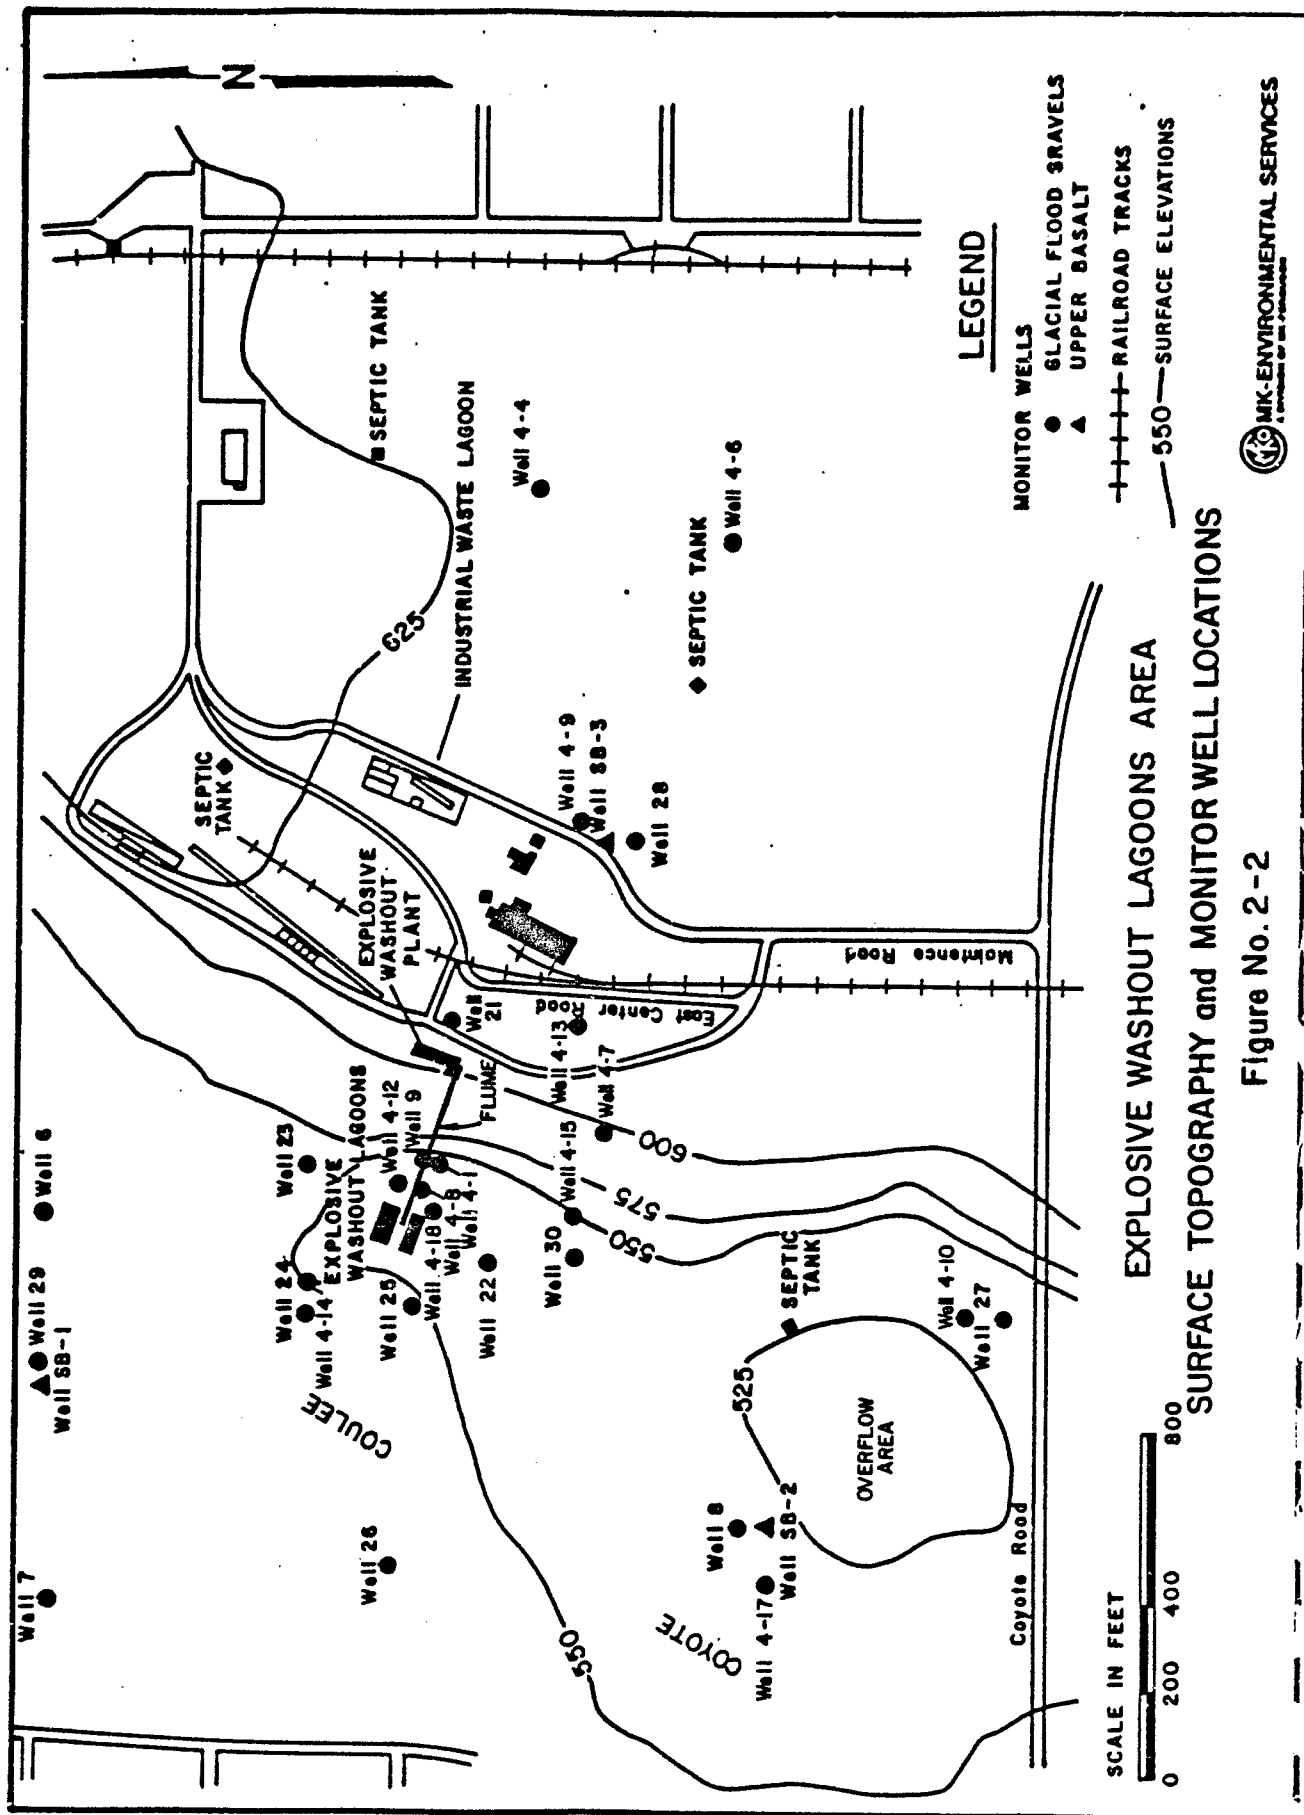 N
Well 7
Well 29
Well SB-1
Well 6
Well 26
COULEE
Well 24
Well 4-14
Well 23
EXPLOSIVE
WASHOUT LAGOONS
Well 25
Well 4-12
Well 9
Well 4-18
Well 4-8
Well 4-1
FLUME
Well 22
EXPLOSIVE
WASHOUT
PLANT
SEPTIC
TANK
Well
21
625
SEPTIC TANK
INDUSTRIAL WASTE LAGOON
Well 4-4
Well 30
Well 4-15
Well 4-7
Well 4-13
East Center
Road
Well 4-9
Well SB-3
Well 28
SEPTIC TANK
Well 4-6
550
550
575
600
COYOTE
Well 4-17
Well 8
Well SB-2
525
SEPTIC
TANK
OVERFLOW
AREA
Well 4-10
Well 27
Maintence Road
Coyote Road
LEGEND
MONITOR WELLS
GLACIAL FLOOD GRAVELS
UPPER BASALT
RAILROAD TRACKS
550 SURFACE ELEVATIONS
SCALE IN FEET
0 200 400 800
EXPLOSIVE WASHOUT LAGOONS AREA
SURFACE TOPOGRAPHY and MONITOR WELL LOCATIONS
Figure No. 2-2
MK-ENVIRONMENTAL SERVICES